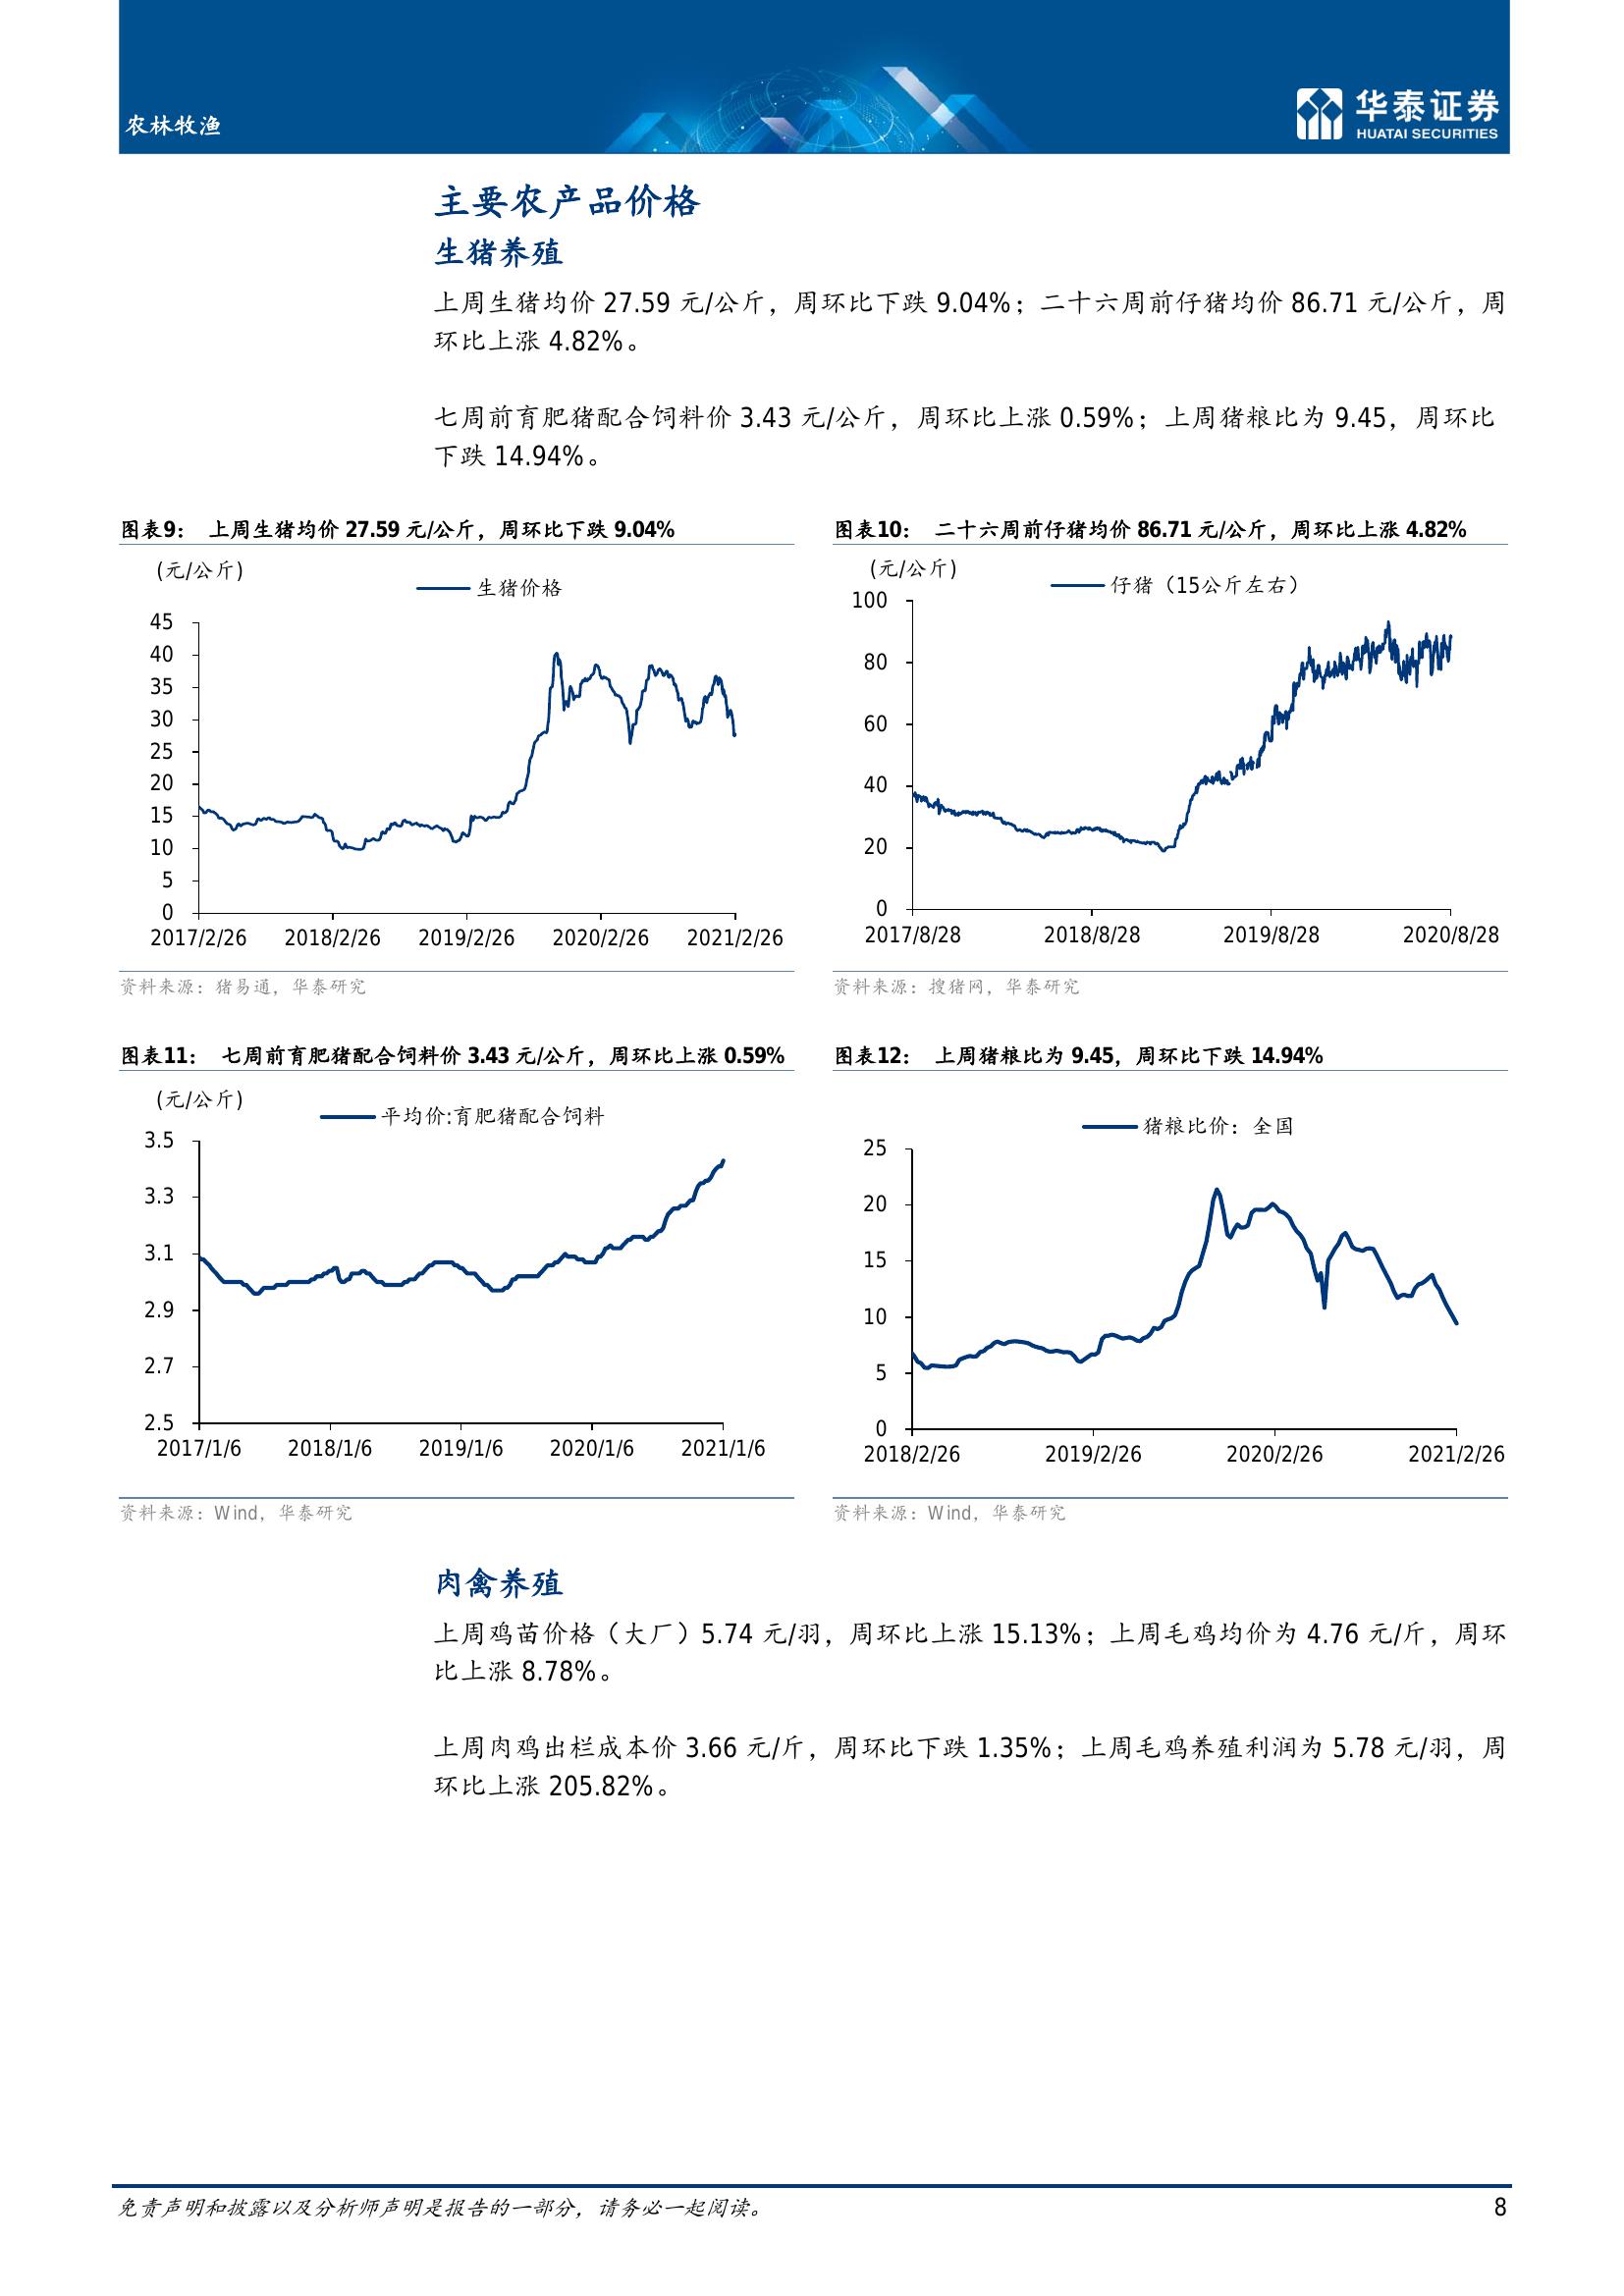 农林牧渔
华泰证券
HUATAI SECURITIES
主要农产品价格
生猪养殖
上周生猪均价 27.59 元/公斤，周环比下跌 9.04%；二十六周前仔猪均价 86.71 元/公斤，周
环比上涨 4.82%。
七周前育肥猪配合饲料价 3.43 元/公斤，周环比上涨 0.59%；上周猪粮比为 9.45，周环比
下跌 14.94%。
图表9： 上周生猪均价 27.59 元/公斤，周环比下跌 9.04%
(元/公斤)
生猪价格
45
40
35
30
25
20
15
10
5
0
2017/2/26 2018/2/26 2019/2/26 2020/2/26 2021/2/26
资料来源：猪易通，华泰研究
图表10： 二十六周前仔猪均价 86.71 元/公斤，周环比上涨 4.82%
(元/公斤)
仔猪（15公斤左右）
100
80
60
40
20
0
2017/8/28 2018/8/28 2019/8/28 2020/8/28
资料来源：搜猪网，华泰研究
图表11： 七周前育肥猪配合饲料价 3.43 元/公斤，周环比上涨 0.59%
(元/公斤)
平均价:育肥猪配合饲料
3.5
3.3
3.1
2.9
2.7
2.5
2017/1/6 2018/1/6 2019/1/6 2020/1/6 2021/1/6
资料来源：Wind，华泰研究
图表12： 上周猪粮比为 9.45，周环比下跌 14.94%
猪粮比价：全国
25
20
15
10
5
0
2018/2/26 2019/2/26 2020/2/26 2021/2/26
资料来源：Wind，华泰研究
肉禽养殖
上周鸡苗价格（大厂）5.74 元/羽，周环比上涨 15.13%；上周毛鸡均价为 4.76 元/斤，周环
比上涨 8.78%。
上周肉鸡出栏成本价 3.66 元/斤，周环比下跌 1.35%；上周毛鸡养殖利润为 5.78 元/羽，周
环比上涨 205.82%。
免责声明和披露以及分析师声明是报告的一部分，请务必一起阅读。
8